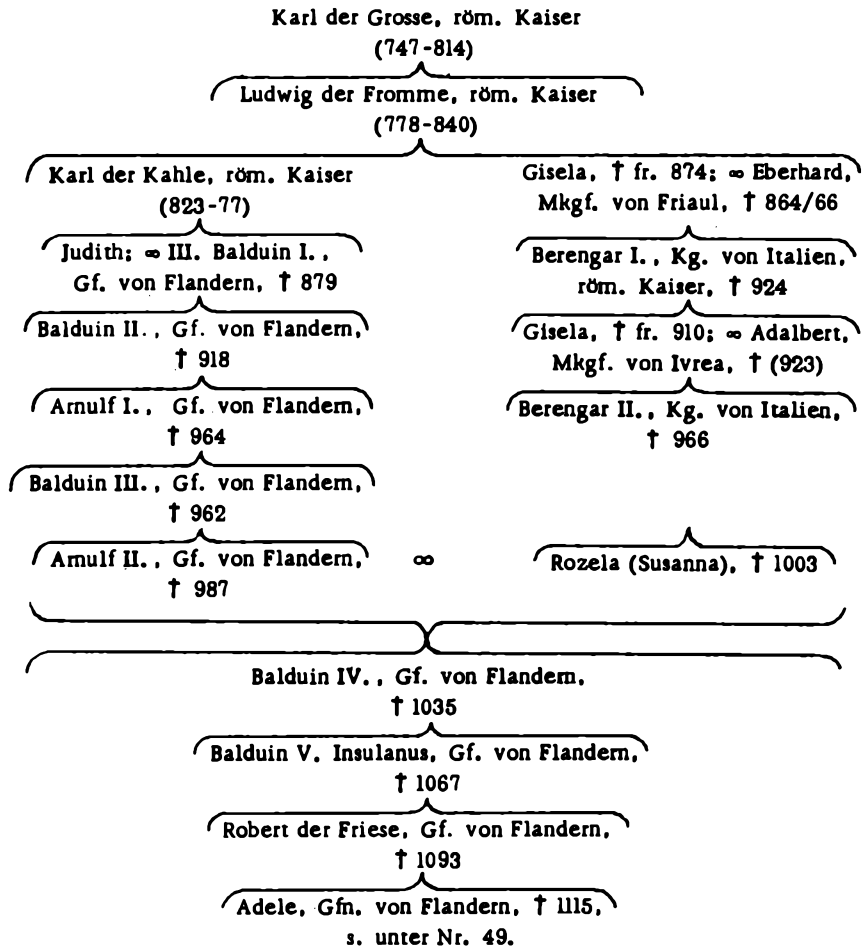 Karl der Grosse, röm. Kaiser
(747-814)
Ludwig der Fromme, röm. Kaiser
(778-840)
Karl der Kahle, röm. Kaiser
(823-77)
Gisela, † fr. 874; ∞ Eberhard,
Mkgf. von Friaul, † 864/66
Judith; ∞ III. Balduin I.,
Gf. von Flandern, † 879
Berengar I., Kg. von Italien,
röm. Kaiser, † 924
Balduin II., Gf. von Flandern,
† 918
Gisela, † fr. 910; ∞ Adalbert,
Mkgf. von Ivrea, † (923)
Arnulf I., Gf. von Flandern,
† 964
Berengar II., Kg. von Italien,
† 966
Balduin III., Gf. von Flandern,
† 962
Arnulf II., Gf. von Flandern,
† 987
∞
Rozela (Susanna), † 1003
Balduin IV., Gf. von Flandern,
† 1035
Balduin V. Insulanus, Gf. von Flandern,
† 1067
Robert der Friese, Gf. von Flandern,
† 1093
Adele, Gfn. von Flandern, † 1115,
s. unter Nr. 49.